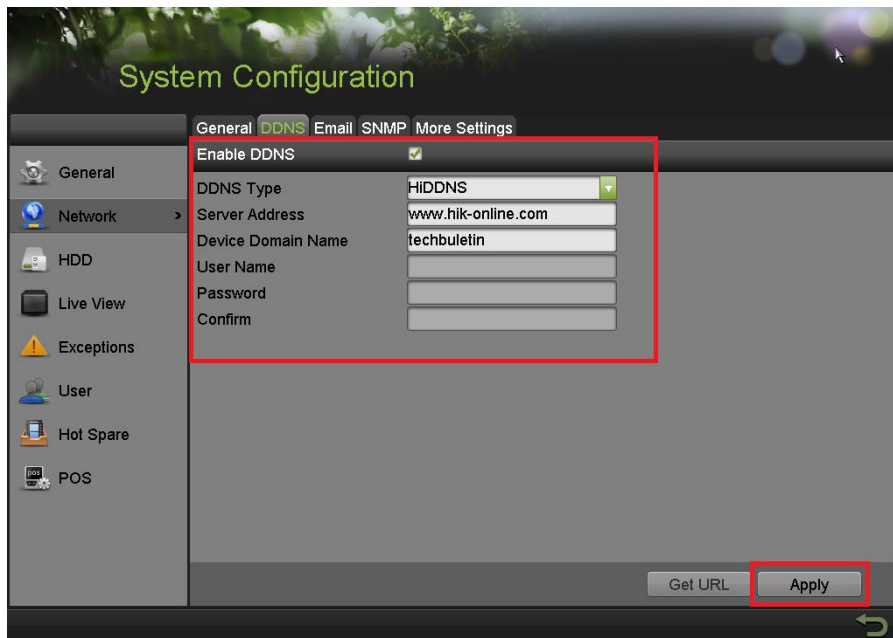 System Configuration
General DDNS Email SNMP More Settings
Enable DDNS
DDNS Type HiDDNS
Server Address www.hik-online.com
Device Domain Name techbuletin
User Name
Password
Confirm
General
Network >
HDD
Live View
Exceptions
User
Hot Spare
pos POS
Get URL Apply